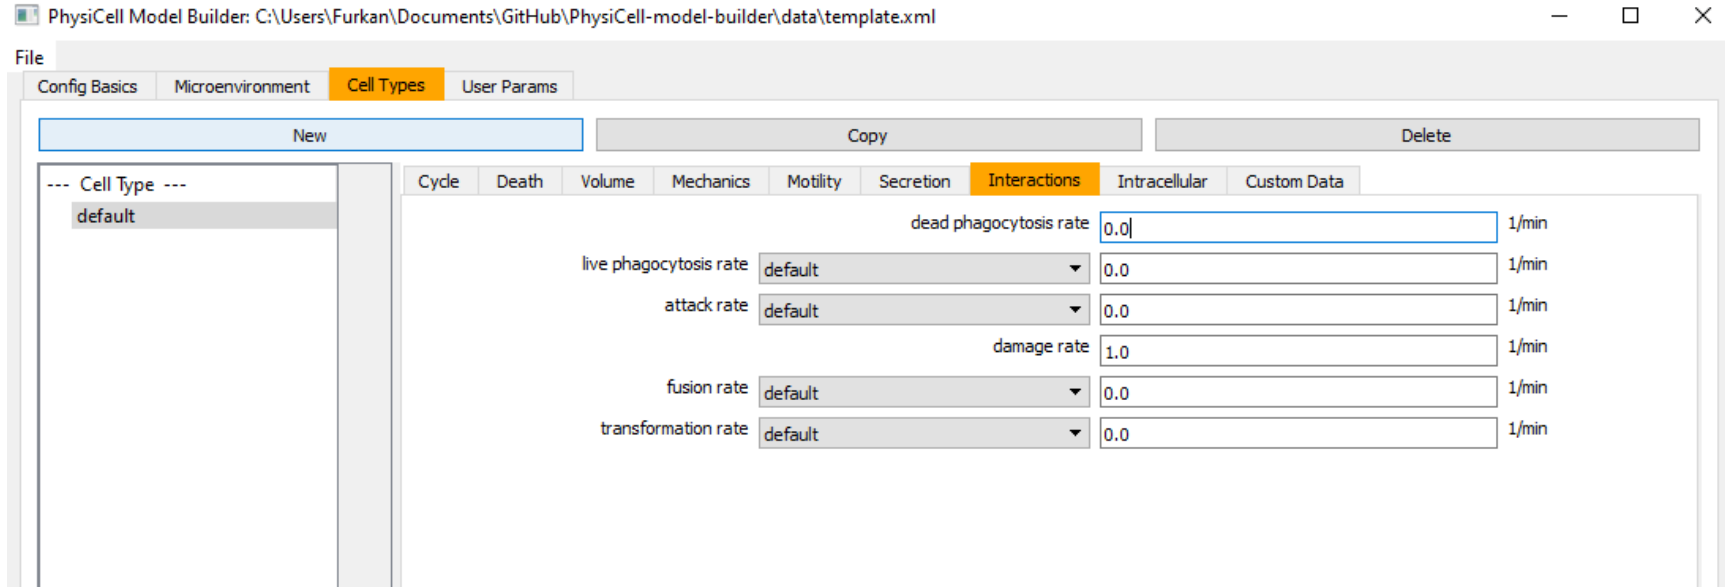 PhysiCell Model Builder: C:\Users\Furkan\Documents\GitHub\PhysiCell-model-builder\data\template.xml
File
Config Basics Microenvironment Cell Types User Params
New Copy Delete
--- Cell Type ---
default
Cycle Death Volume Mechanics Motility Secretion Interactions Intracellular Custom Data
dead phagocytosis rate 0.0 1/min
live phagocytosis rate default 0.0 1/min
attack rate default 0.0 1/min
damage rate 1.0 1/min
fusion rate default 0.0 1/min
transformation rate default 0.0 1/min